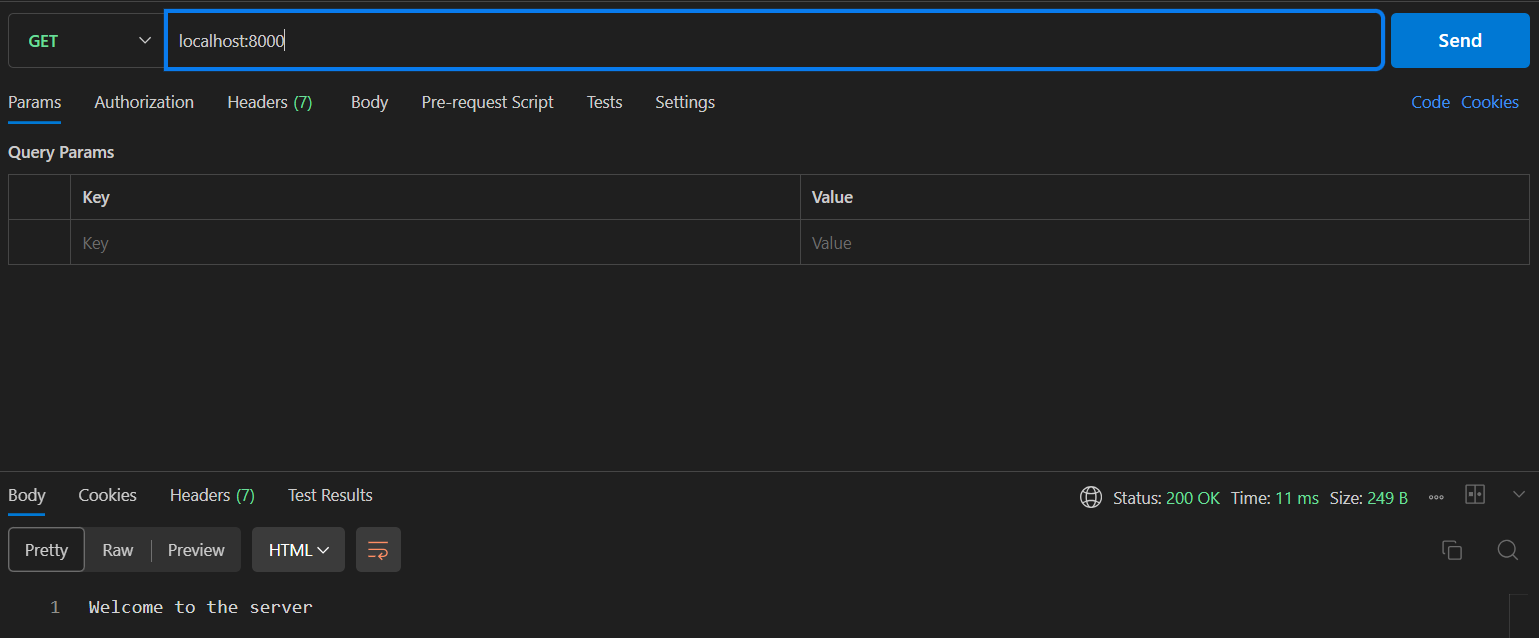 GET localhost:8000 Send
Params Authorization Headers (7) Body Pre-request Script Tests Settings Code Cookies
Query Params
Key Value
Key Value
Body Cookies Headers (7) Test Results Status: 200 OK Time: 11 ms Size: 249 B
Pretty Raw Preview HTML
1 Welcome to the server